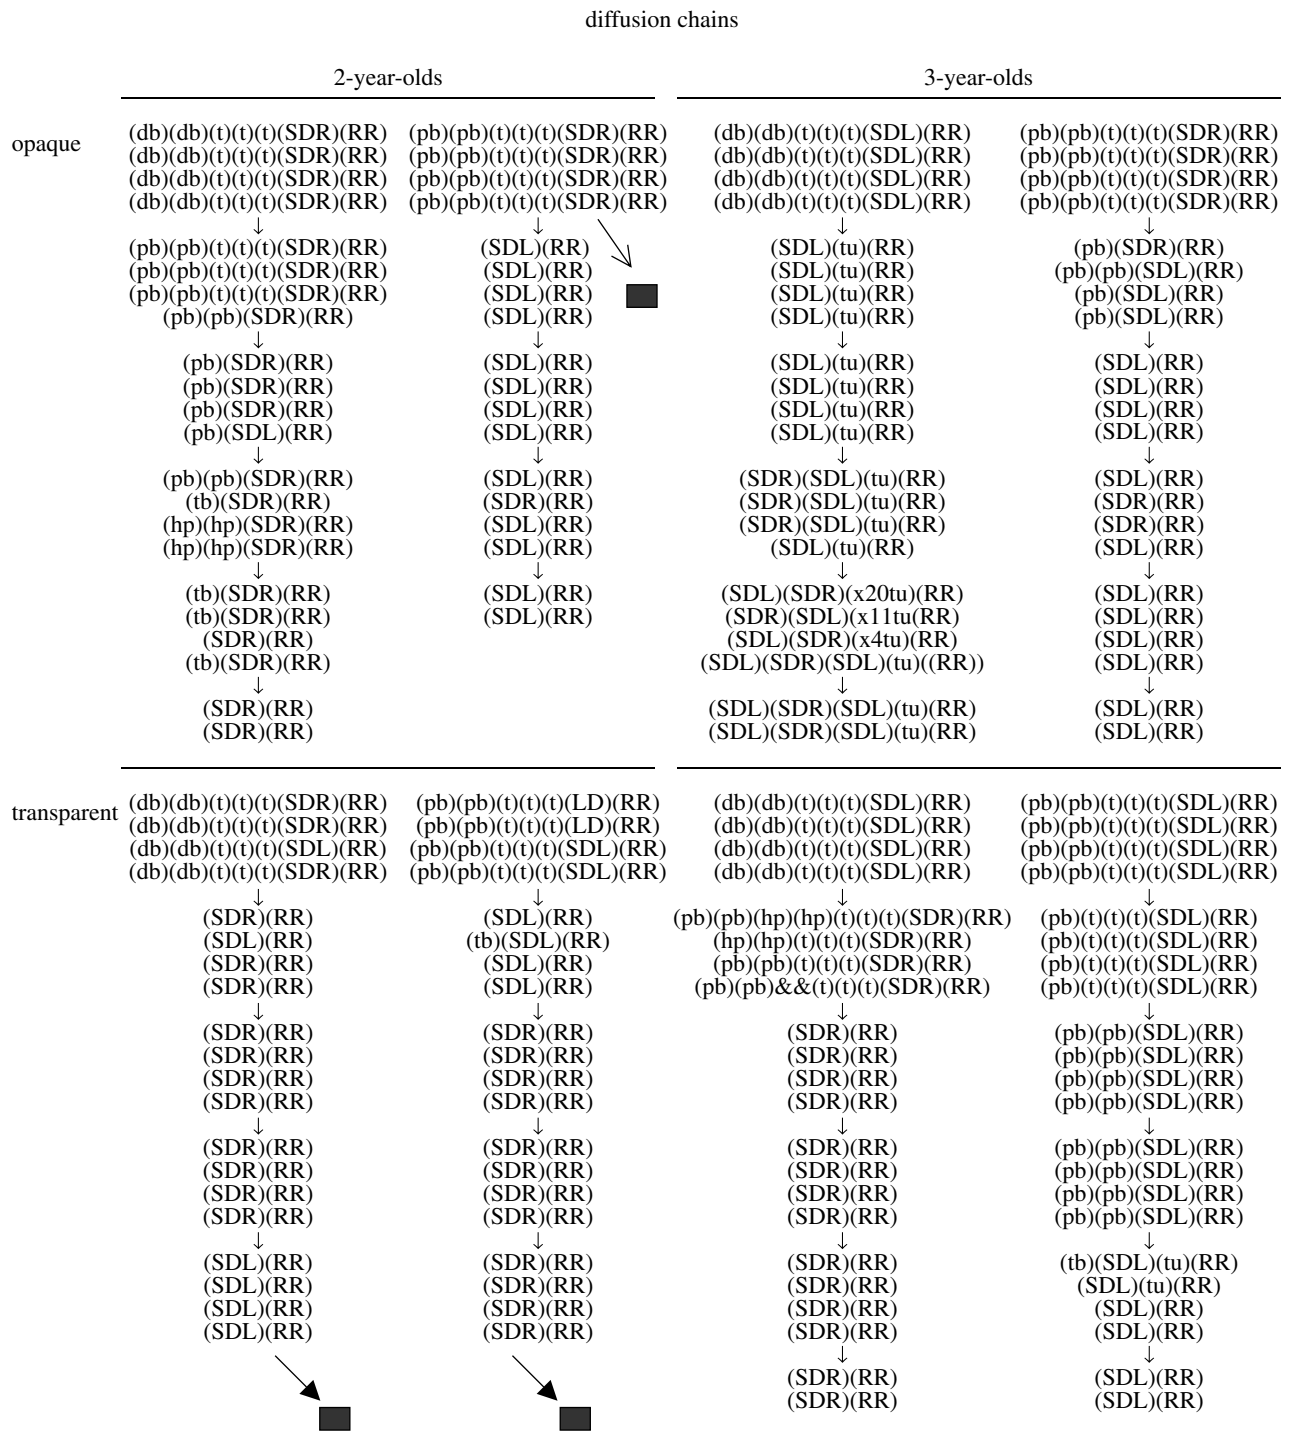 diffusion chains
2-year-olds 3-year-olds
opaque
(db)(db)(t)(t)(t)(SDR)(RR) (pb)(pb)(t)(t)(t)(SDR)(RR) (db)(db)(t)(t)(t)(SDL)(RR) (pb)(pb)(t)(t)(t)(SDR)(RR)
(db)(db)(t)(t)(t)(SDR)(RR) (pb)(pb)(t)(t)(t)(SDR)(RR) (db)(db)(t)(t)(t)(SDL)(RR) (pb)(pb)(t)(t)(t)(SDR)(RR)
(db)(db)(t)(t)(t)(SDR)(RR) (pb)(pb)(t)(t)(t)(SDR)(RR) (db)(db)(t)(t)(t)(SDL)(RR) (pb)(pb)(t)(t)(t)(SDR)(RR)
(db)(db)(t)(t)(t)(SDR)(RR) (pb)(pb)(t)(t)(t)(SDR)(RR) (db)(db)(t)(t)(t)(SDL)(RR) (pb)(pb)(t)(t)(t)(SDR)(RR)
(pb)(pb)(t)(t)(t)(SDR)(RR) (SDL)(RR) (SDL)(tu)(RR) (pb)(SDR)(RR)
(pb)(pb)(t)(t)(t)(SDR)(RR) (SDL)(RR) (SDL)(tu)(RR) (pb)(pb)(SDL)(RR)
(pb)(pb)(t)(t)(t)(SDR)(RR) (SDL)(RR) (SDL)(tu)(RR) (pb)(SDL)(RR)
(pb)(pb)(SDR)(RR) (SDL)(RR) (SDL)(tu)(RR) (pb)(SDL)(RR)
(pb)(SDR)(RR) (SDL)(RR) (SDL)(tu)(RR) (SDL)(RR)
(pb)(SDR)(RR) (SDL)(RR) (SDL)(tu)(RR) (SDL)(RR)
(pb)(SDR)(RR) (SDL)(RR) (SDL)(tu)(RR) (SDL)(RR)
(pb)(SDL)(RR) (SDL)(RR) (SDL)(tu)(RR) (SDL)(RR)
(pb)(pb)(SDR)(RR) (SDL)(RR) (SDR)(SDL)(tu)(RR) (SDL)(RR)
(tb)(SDR)(RR) (SDR)(RR) (SDR)(SDL)(tu)(RR) (SDR)(RR)
(hp)(hp)(SDR)(RR) (SDL)(RR) (SDR)(SDL)(tu)(RR) (SDR)(RR)
(hp)(hp)(SDR)(RR) (SDL)(RR) (SDL)(tu)(RR) (SDL)(RR)
(tb)(SDR)(RR) (SDL)(RR) (SDL)(SDR)(x20tu)(RR) (SDL)(RR)
(tb)(SDR)(RR) (SDL)(RR) (SDR)(SDL)(x11tu(RR) (SDL)(RR)
(SDR)(RR) (SDL)(SDR)(x4tu)(RR) (SDL)(RR)
(tb)(SDR)(RR) (SDL)(SDR)(SDL)(tu)((RR)) (SDL)(RR)
(SDR)(RR) (SDL)(SDR)(SDL)(tu)(RR) (SDL)(RR)
(SDR)(RR) (SDL)(SDR)(SDL)(tu)(RR) (SDL)(RR)
transparent
(db)(db)(t)(t)(t)(SDR)(RR) (pb)(pb)(t)(t)(t)(LD)(RR) (db)(db)(t)(t)(t)(SDL)(RR) (pb)(pb)(t)(t)(t)(SDL)(RR)
(db)(db)(t)(t)(t)(SDR)(RR) (pb)(pb)(t)(t)(t)(LD)(RR) (db)(db)(t)(t)(t)(SDL)(RR) (pb)(pb)(t)(t)(t)(SDL)(RR)
(db)(db)(t)(t)(t)(SDL)(RR) (pb)(pb)(t)(t)(t)(SDL)(RR) (db)(db)(t)(t)(t)(SDL)(RR) (pb)(pb)(t)(t)(t)(SDL)(RR)
(db)(db)(t)(t)(t)(SDR)(RR) (pb)(pb)(t)(t)(t)(SDL)(RR) (db)(db)(t)(t)(t)(SDL)(RR) (pb)(pb)(t)(t)(t)(SDL)(RR)
(SDR)(RR) (SDL)(RR) (pb)(pb)(hp)(hp)(t)(t)(t)(SDR)(RR) (pb)(t)(t)(t)(SDL)(RR)
(SDL)(RR) (tb)(SDL)(RR) (hp)(hp)(t)(t)(t)(SDR)(RR) (pb)(t)(t)(t)(SDL)(RR)
(SDR)(RR) (SDL)(RR) (pb)(pb)(t)(t)(t)(SDR)(RR) (pb)(t)(t)(t)(SDL)(RR)
(SDR)(RR) (SDL)(RR) (pb)(pb)&&(t)(t)(t)(SDR)(RR) (pb)(t)(t)(t)(SDL)(RR)
(SDR)(RR) (SDR)(RR) (SDR)(RR) (pb)(pb)(SDL)(RR)
(SDR)(RR) (SDR)(RR) (SDR)(RR) (pb)(pb)(SDL)(RR)
(SDR)(RR) (SDR)(RR) (SDR)(RR) (pb)(pb)(SDL)(RR)
(SDR)(RR) (SDR)(RR) (SDR)(RR) (pb)(pb)(SDL)(RR)
(SDR)(RR) (SDR)(RR) (SDR)(RR) (pb)(pb)(SDL)(RR)
(SDR)(RR) (SDR)(RR) (SDR)(RR) (pb)(pb)(SDL)(RR)
(SDR)(RR) (SDR)(RR) (SDR)(RR) (pb)(pb)(SDL)(RR)
(SDR)(RR) (SDR)(RR) (SDR)(RR) (pb)(pb)(SDL)(RR)
(SDL)(RR) (SDR)(RR) (SDR)(RR) (tb)(SDL)(tu)(RR)
(SDL)(RR) (SDR)(RR) (SDR)(RR) (SDL)(tu)(RR)
(SDL)(RR) (SDR)(RR) (SDR)(RR) (SDL)(RR)
(SDL)(RR) (SDR)(RR) (SDR)(RR) (SDL)(RR)
(SDR)(RR) (SDL)(RR)
(SDR)(RR) (SDL)(RR)